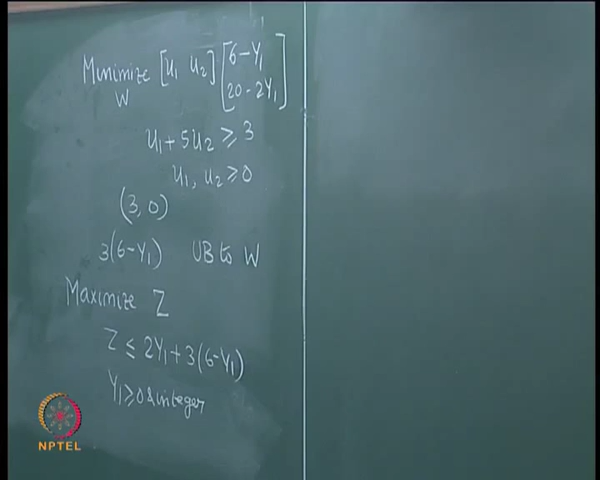 Minimize [u₁ u₂] [6-Y₁
W 20-2Y₁]
u₁ + 5u₂ ≥ 3
u₁, u₂ ≥ 0
(3, 0)
3(6-Y₁) UB to W
Maximize Z
Z ≤ 2Y₁ + 3(6-Y₁)
Y₁ ≥ 0 & integer
NPTEL